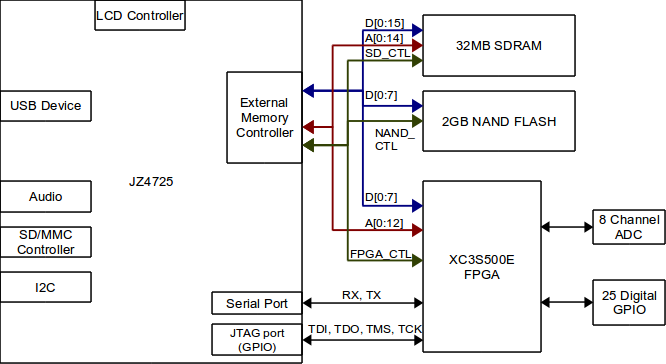 LCD Controller
D[0:15]
A[0:14]
SD_CTL
32MB SDRAM
USB Device
External
Memory
Controller
D[0:7]
NAND_
CTL
2GB NAND FLASH
JZ4725
Audio
SD/MMC
Controller
I2C
D[0:7]
A[0:12]
FPGA_CTL
XC3S500E
FPGA
8 Channel
ADC
25 Digital
GPIO
Serial Port
RX, TX
JTAG port
(GPIO)
TDI, TDO, TMS, TCK